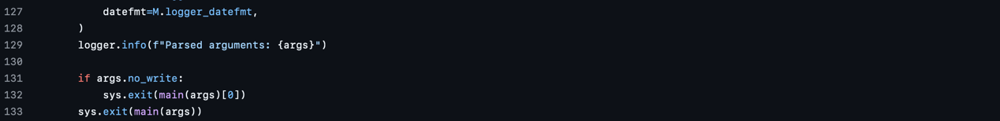 127             datefmt=M.logger_datefmt,
128         )
129         logger.info(f"Parsed arguments: {args}")
130
131         if args.no_write:
132             sys.exit(main(args)[0])
133         sys.exit(main(args))